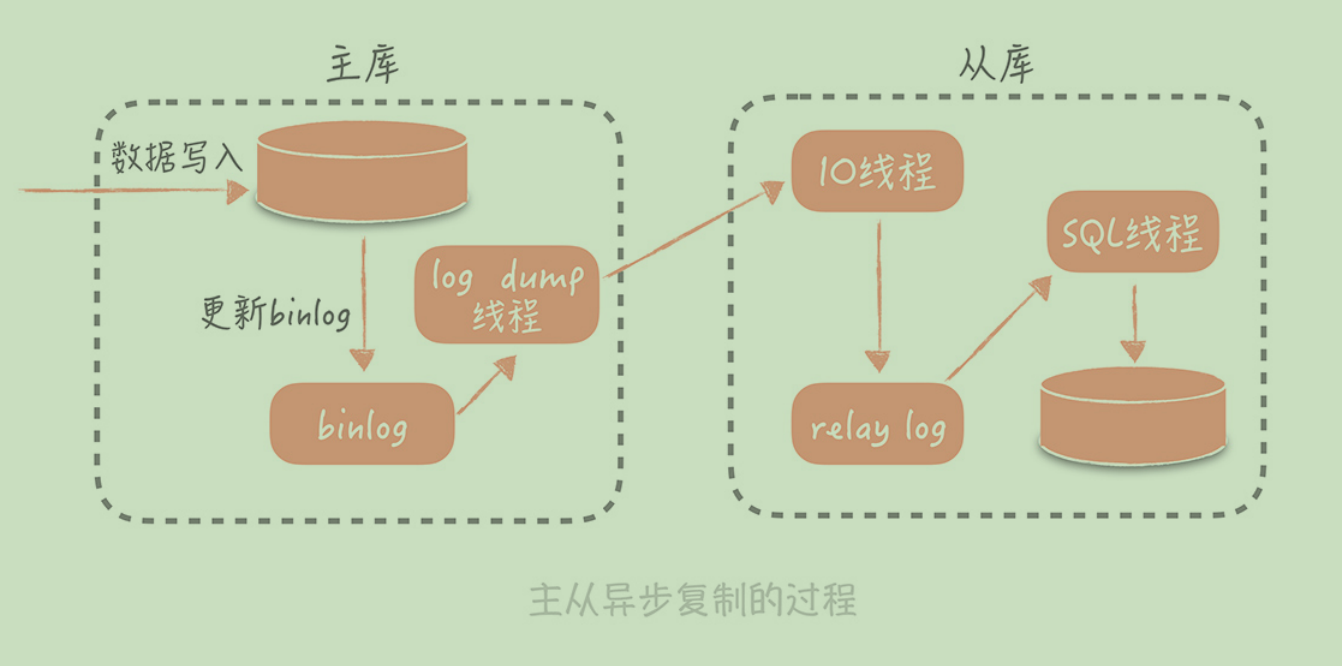 主库
从库
数据写入
IO线程
SQL线程
log dump
线程
更新binlog
binlog
relay log
主从异步复制的过程